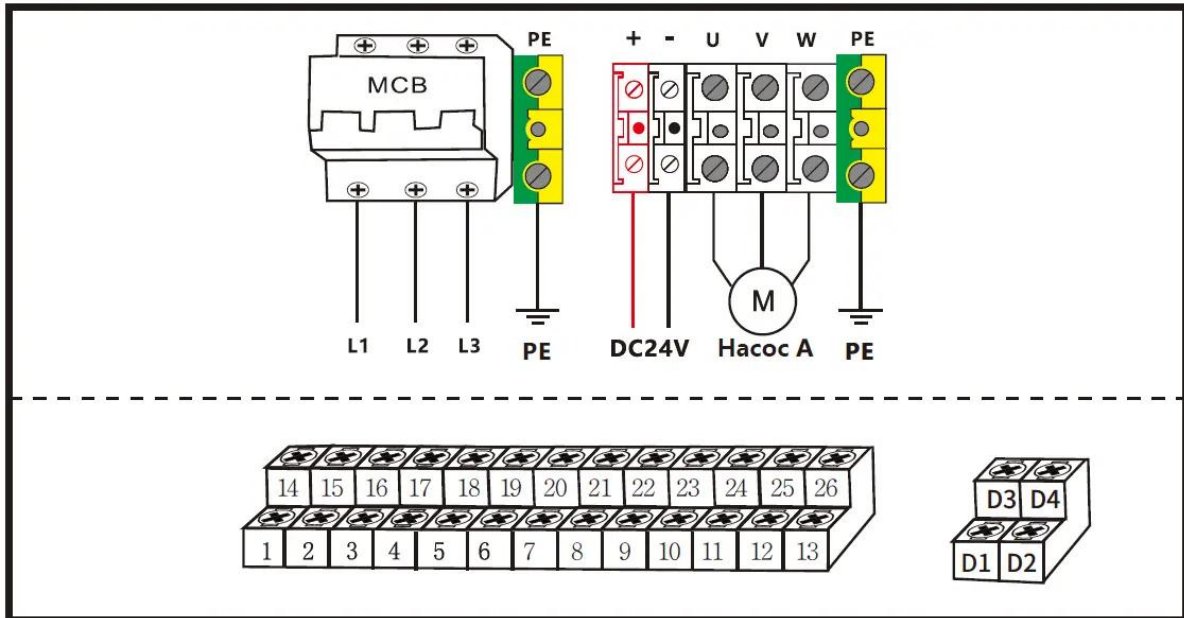 PE + - U V W PE
MCB
L1 L2 L3 PE DC24V Насос А PE
M
14 15 16 17 18 19 20 21 22 23 24 25 26
1 2 3 4 5 6 7 8 9 10 11 12 13
D3 D4
D1 D2